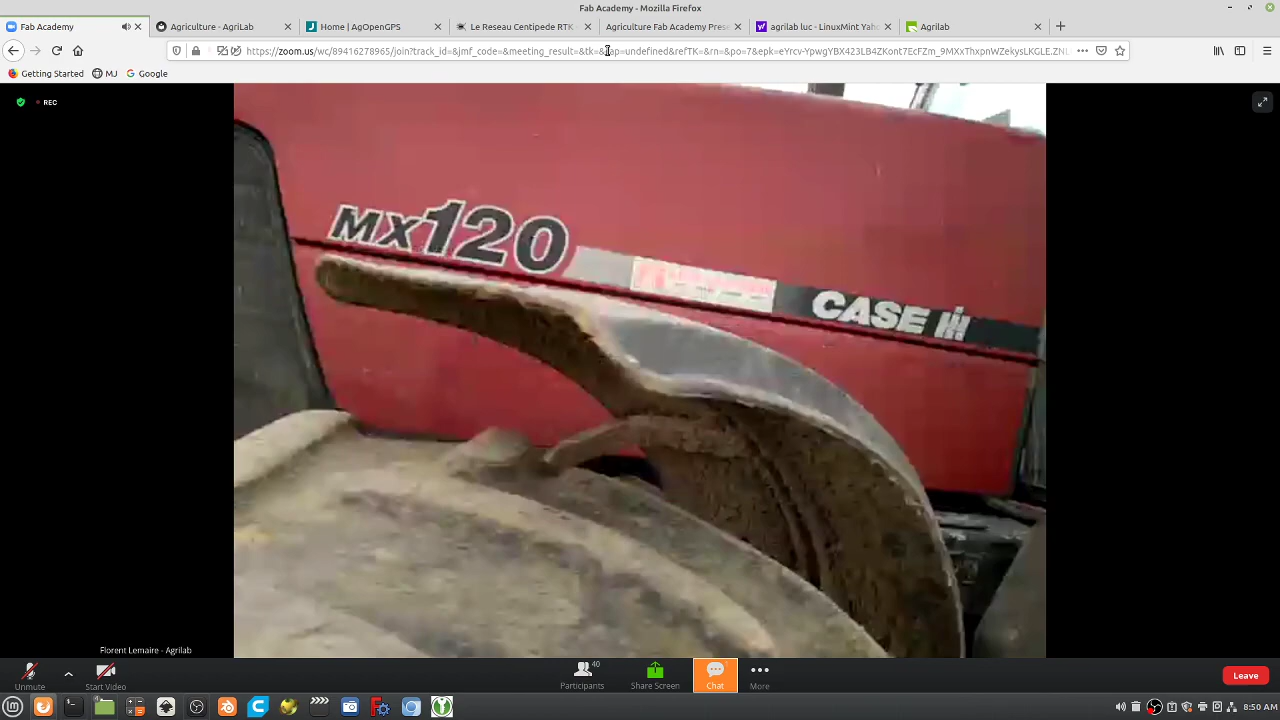 Fab Academy - Mozilla Firefox
Fab Academy
Agriculture - AgriLab
Home | AgOpenGPS
Le Reseau Centipede RTK
Agriculture Fab Academy
agrilab luc - LinuxMint Yaho
Agrilab
Getting Started
MJ
Google
REC
MX120
CASE IH
Florent Lemaire - Agrilab
40
Unmute
Start Video
Participants
Share Screen
Chat
More
Leave
8:50 AM